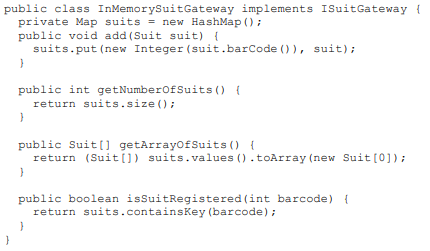 public class InMemorySuitGateway implements ISuitGateway {
  private Map suits = new HashMap();
  public void add(Suit suit) {
    suits.put(new Integer(suit.barCode()), suit);
  }

  public int getNumberOfSuits() {
    return suits.size();
  }

  public Suit[] getArrayOfSuits() {
    return (Suit[]) suits.values().toArray(new Suit[0]);
  }

  public boolean isSuitRegistered(int barcode) {
    return suits.containsKey(barcode);
  }
}